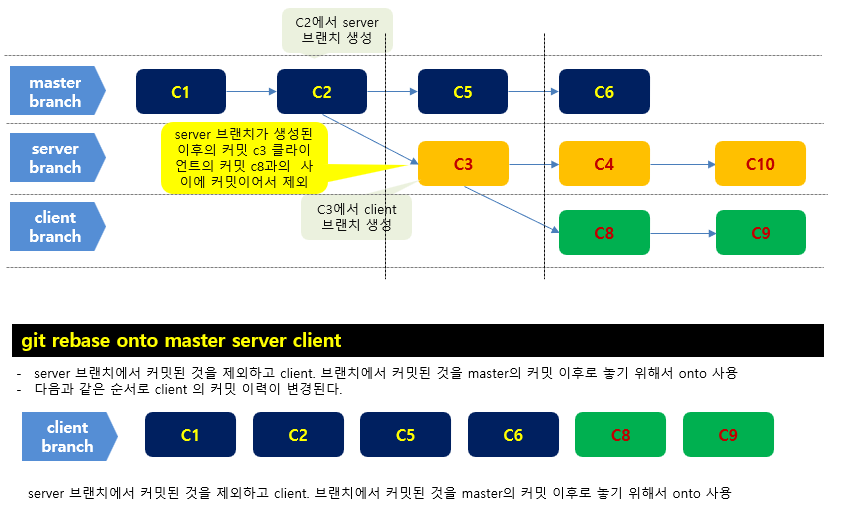 C2에서 server
브랜치 생성
master
branch
C1
C2
C5
C6
server
branch
server 브랜치가 생성된
이후의 커밋 c3 클라이
언트의 커밋 c8과의 사
이에 커밋이어서 제외
C3
C4
C10
C3에서 client
브랜치 생성
client
branch
C8
C9
git rebase onto master server client
- server 브랜치에서 커밋된 것을 제외하고 client. 브랜치에서 커밋된 것을 master의 커밋 이후로 놓기 위해서 onto 사용
- 다음과 같은 순서로 client 의 커밋 이력이 변경된다.
client
branch
C1
C2
C5
C6
C8
C9
server 브랜치에서 커밋된 것을 제외하고 client. 브랜치에서 커밋된 것을 master의 커밋 이후로 놓기 위해서 onto 사용